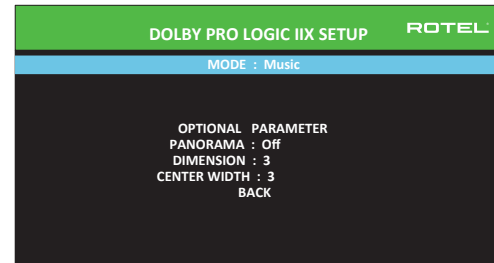 DOLBY PRO LOGIC IIX SETUP
ROTEL
MODE : Music
OPTIONAL PARAMETER
PANORAMA : Off
DIMENSION : 3
CENTER WIDTH : 3
BACK